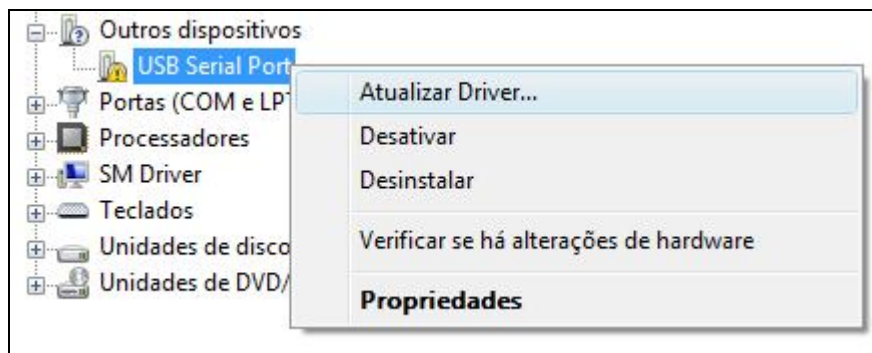 Outros dispositivos
USB Serial Port
Portas (COM e LP
Processadores
SM Driver
Teclados
Unidades de disco
Unidades de DVD/
Atualizar Driver...
Desativar
Desinstalar
Verificar se há alterações de hardware
Propriedades